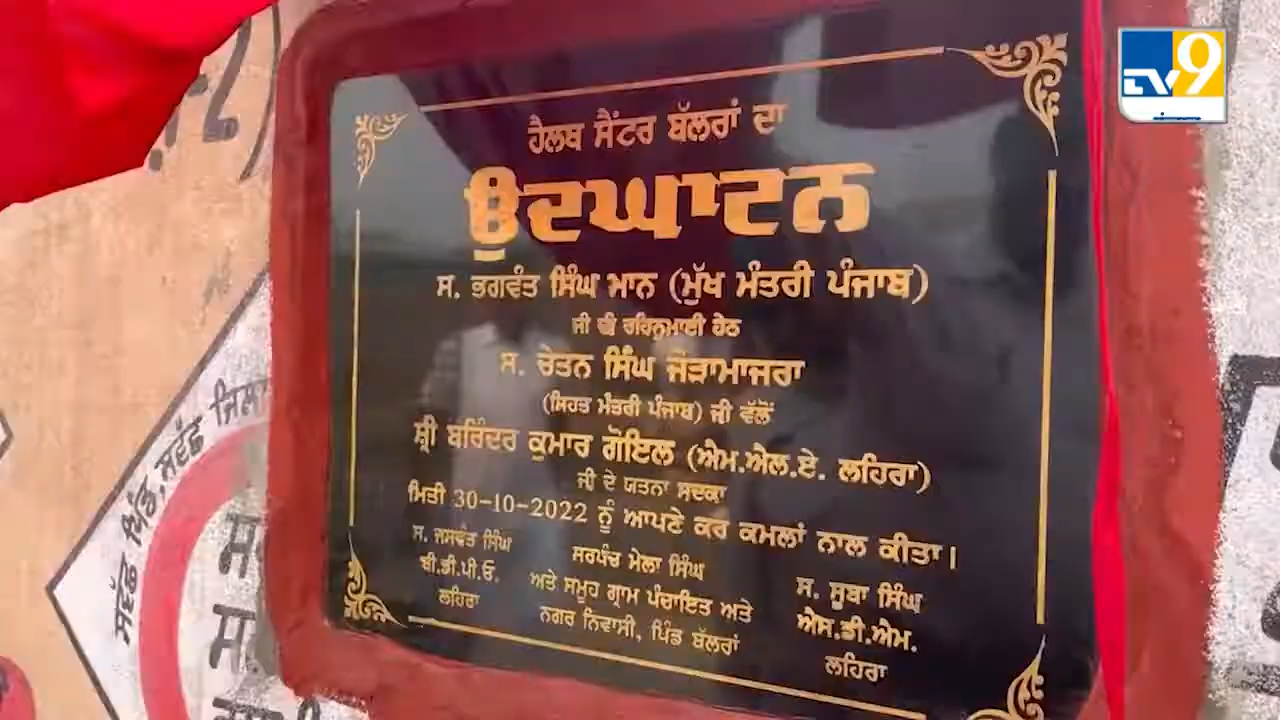 ਹੈਲਥ ਸੈਂਟਰ ਬੱਲਰਾਂ ਦਾ
ਉਦਘਾਟਨ
ਸ. ਭਗਵੰਤ ਸਿੰਘ ਮਾਨ (ਮੁੱਖ ਮੰਤਰੀ ਪੰਜਾਬ)
ਜੀ ਦੀ ਰਹਿਨੁਮਾਈ ਹੇਠ
ਸ. ਚੇਤਨ ਸਿੰਘ ਜੋੜਾਮਾਜਰਾ
(ਸਿਹਤ ਮੰਤਰੀ ਪੰਜਾਬ) ਜੀ ਵੱਲੋਂ
ਸ਼੍ਰੀ ਬਰਿੰਦਰ ਕੁਮਾਰ ਗੋਇਲ (ਐਮ.ਐਲ.ਏ. ਲਹਿਰਾ)
ਜੀ ਦੇ ਯਤਨਾ ਸਦਕਾ
ਮਿਤੀ 30-10-2022 ਨੂੰ ਆਪਣੇ ਕਰ ਕਮਲਾਂ ਨਾਲ ਕੀਤਾ।
ਸ. ਜਸਵੰਤ ਸਿੰਘ
ਬੀ.ਡੀ.ਪੀ.ਓ.
ਲਹਿਰਾ
ਸਰਪੰਚ ਮੇਲਾ ਸਿੰਘ
ਅਤੇ ਸਮੂਹ ਗ੍ਰਾਮ ਪੰਚਾਇਤ ਅਤੇ
ਨਗਰ ਨਿਵਾਸੀ, ਪਿੰਡ ਬੱਲਰਾਂ
ਸ. ਸੂਬਾ ਸਿੰਘ
ਐਸ.ਡੀ.ਐਮ.
ਲਹਿਰਾ
ਸਵੱਛ ਪਿੰਡ, ਸਵੱਛ ਜਿਲਾ
TV9